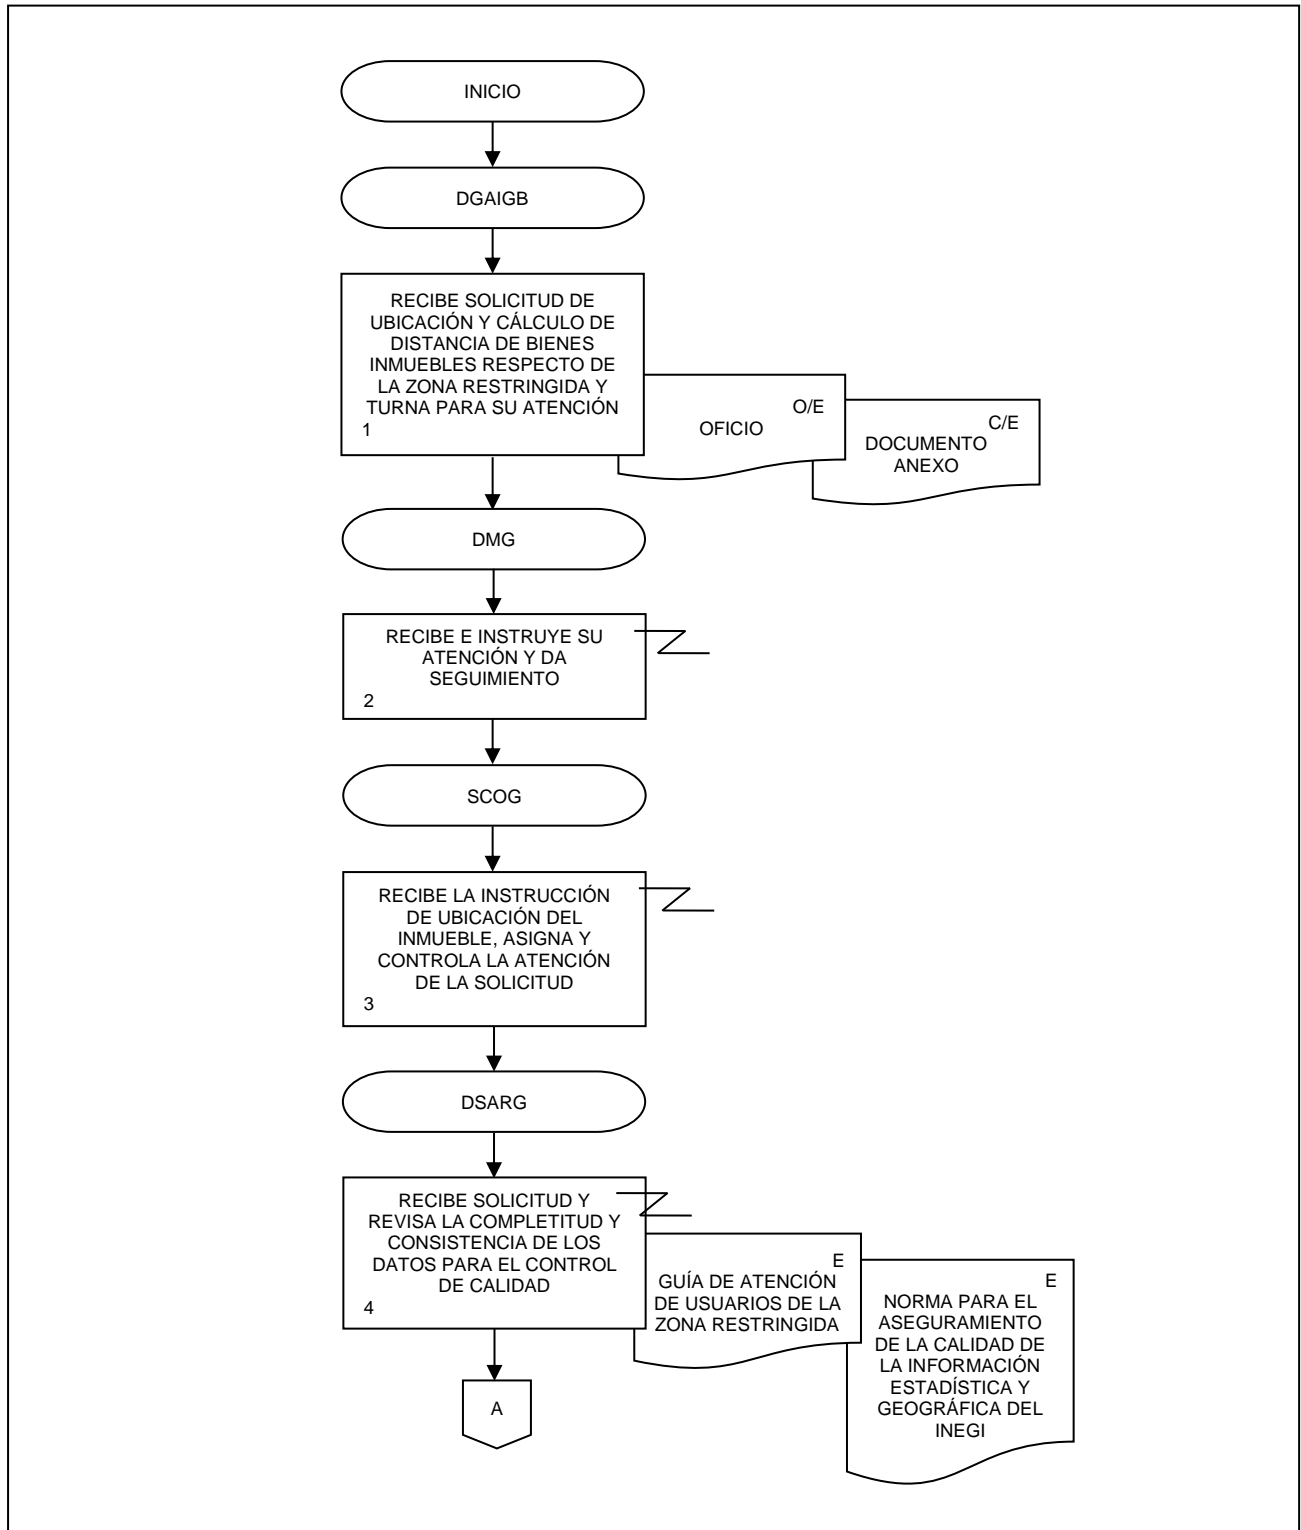 INICIO
DGAIGB
RECIBE SOLICITUD DE
UBICACIÓN Y CÁLCULO DE
DISTANCIA DE BIENES
INMUEBLES RESPECTO DE
LA ZONA RESTRINGIDA Y
TURNA PARA SU ATENCIÓN
1
O/E
OFICIO
C/E
DOCUMENTO
ANEXO
DMG
RECIBE E INSTRUYE SU
ATENCIÓN Y DA
SEGUIMIENTO
2
SCOG
RECIBE LA INSTRUCCIÓN
DE UBICACIÓN DEL
INMUEBLE, ASIGNA Y
CONTROLA LA ATENCIÓN
DE LA SOLICITUD
3
DSARG
RECIBE SOLICITUD Y
REVISA LA COMPLETITUD Y
CONSISTENCIA DE LOS
DATOS PARA EL CONTROL
DE CALIDAD
4
E
GUÍA DE ATENCIÓN
DE USUARIOS DE LA
ZONA RESTRINGIDA
E
NORMA PARA EL
ASEGURAMIENTO
DE LA CALIDAD DE
LA INFORMACIÓN
ESTADÍSTICA Y
GEOGRÁFICA DEL
INEGI
A